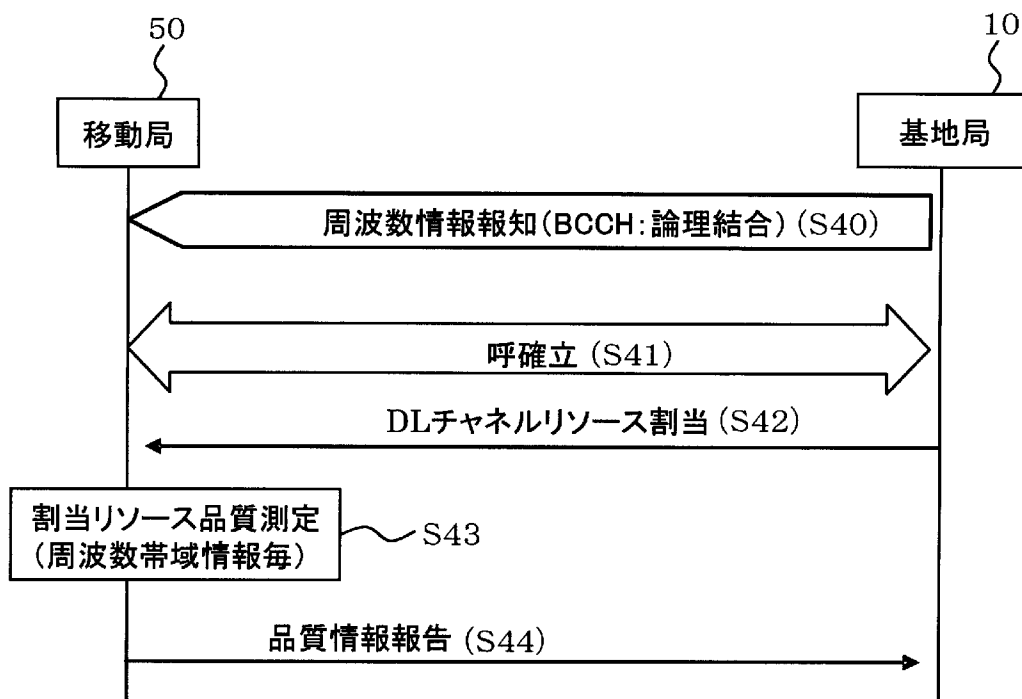 50
10
移動局
基地局
周波数情報報知(BCCH:論理結合) (S40)
呼確立 (S41)
DLチャネルリソース割当 (S42)
割当リソース品質測定
(周波数帯域情報毎)
S43
品質情報報告 (S44)